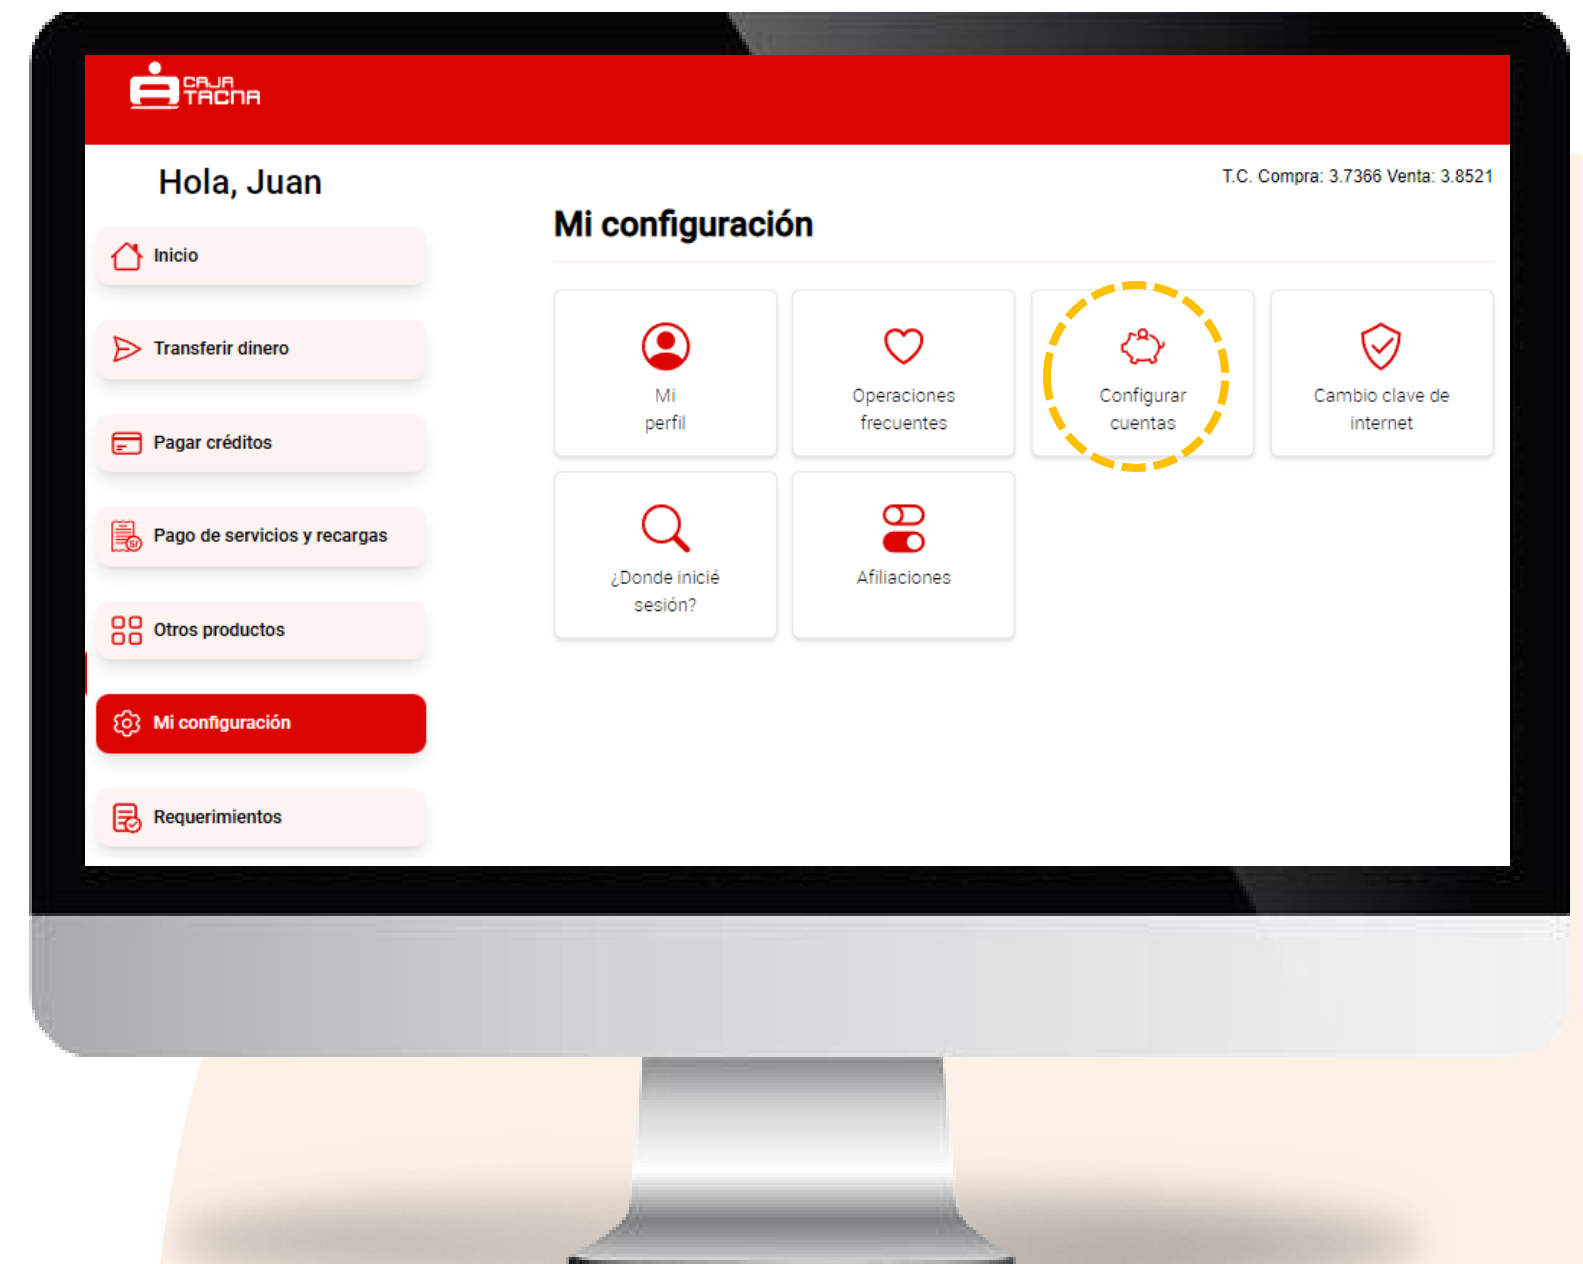 CAJA
TACNA
Hola, Juan
T.C. Compra: 3.7366 Venta: 3.8521
Mi configuración
Inicio
Transferir dinero
Pagar créditos
Pago de servicios y recargas
Otros productos
Mi configuración
Requerimientos
Mi
perfil
Operaciones
frecuentes
Configurar
cuentas
Cambio clave de
internet
¿Donde inicié
sesión?
Afiliaciones